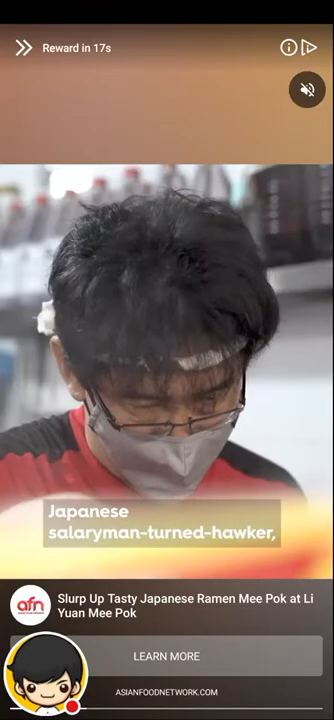 Reward in 17s
Japanese
salaryman-turned-hawker,
afn
Slurp Up Tasty Japanese Ramen Mee Pok at Li
Yuan Mee Pok
LEARN MORE
ASIANFOODNETWORK.COM